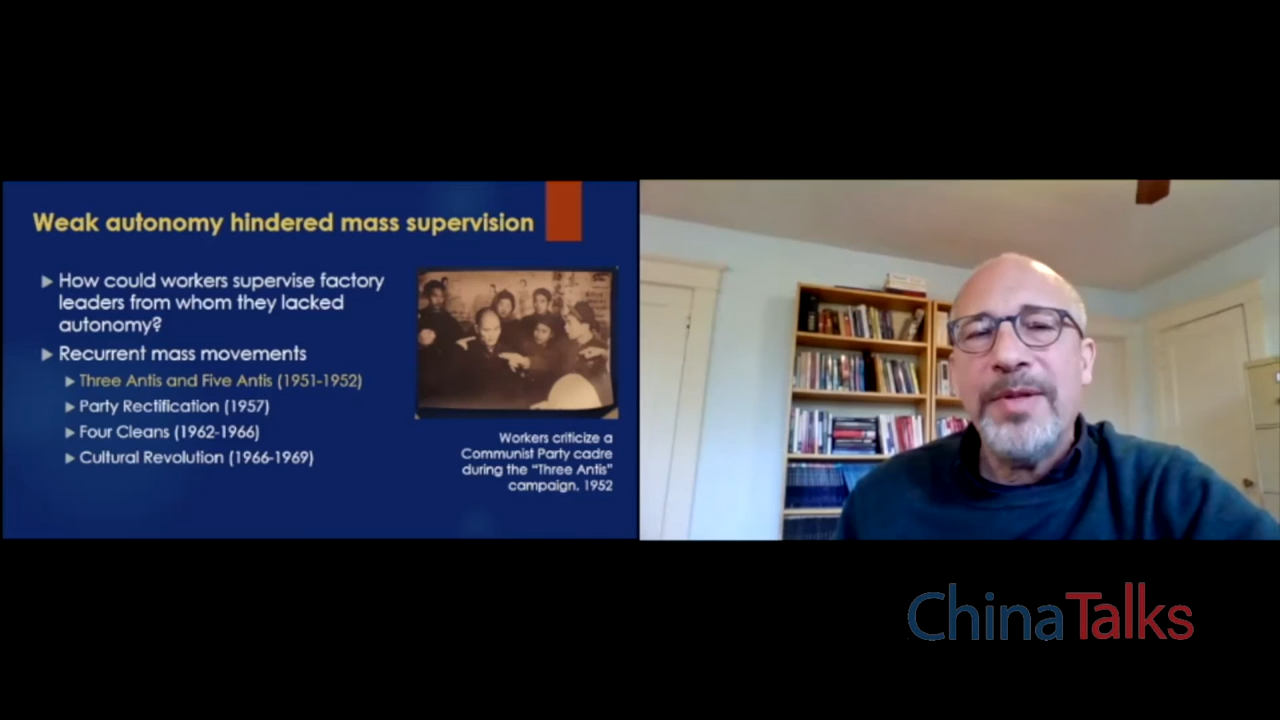 Weak autonomy hindered mass supervision
How could workers supervise factory
leaders from whom they lacked
autonomy?
Recurrent mass movements
Three Antis and Five Antis (1951-1952)
Party Rectification (1957)
Four Cleans (1962-1966)
Cultural Revolution (1966-1969)
Workers criticize a
Communist Party cadre
during the "Three Antis"
campaign, 1952
ChinaTalks